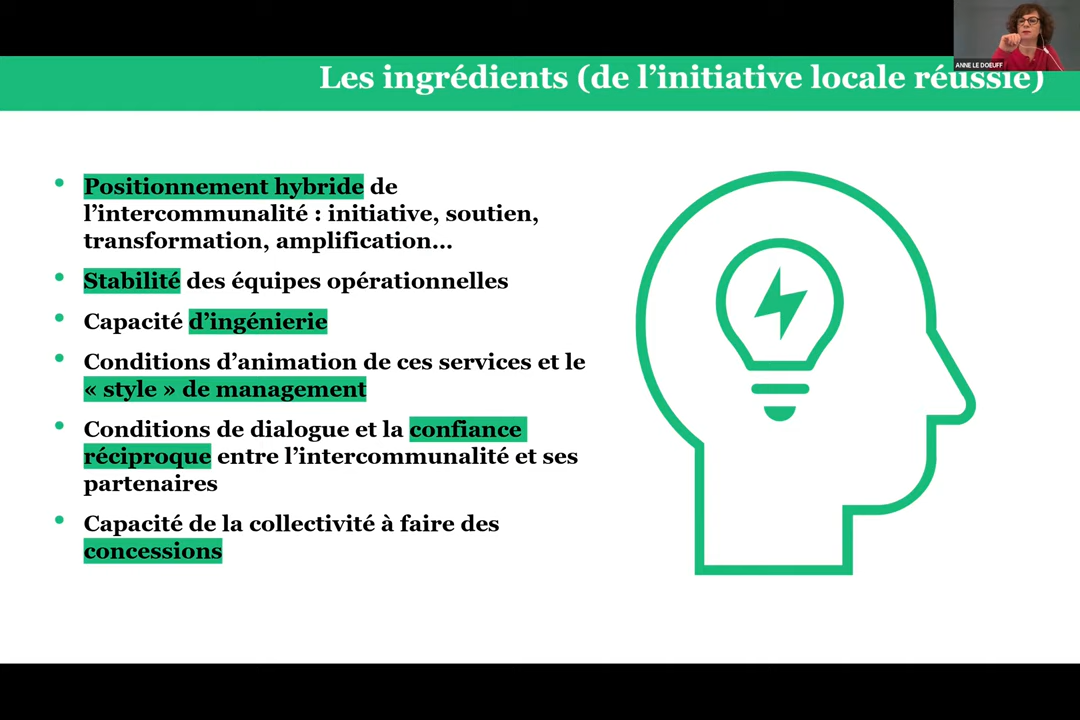 ANNE LE DOEUFF
Les ingrédients (de l’initiative locale réussie)
• Positionnement hybride de
l’intercommunalité : initiative, soutien,
transformation, amplification…
• Stabilité des équipes opérationnelles
• Capacité d’ingénierie
• Conditions d’animation de ces services et le
« style » de management
• Conditions de dialogue et la confiance
réciproque entre l’intercommunalité et ses
partenaires
• Capacité de la collectivité à faire des
concessions